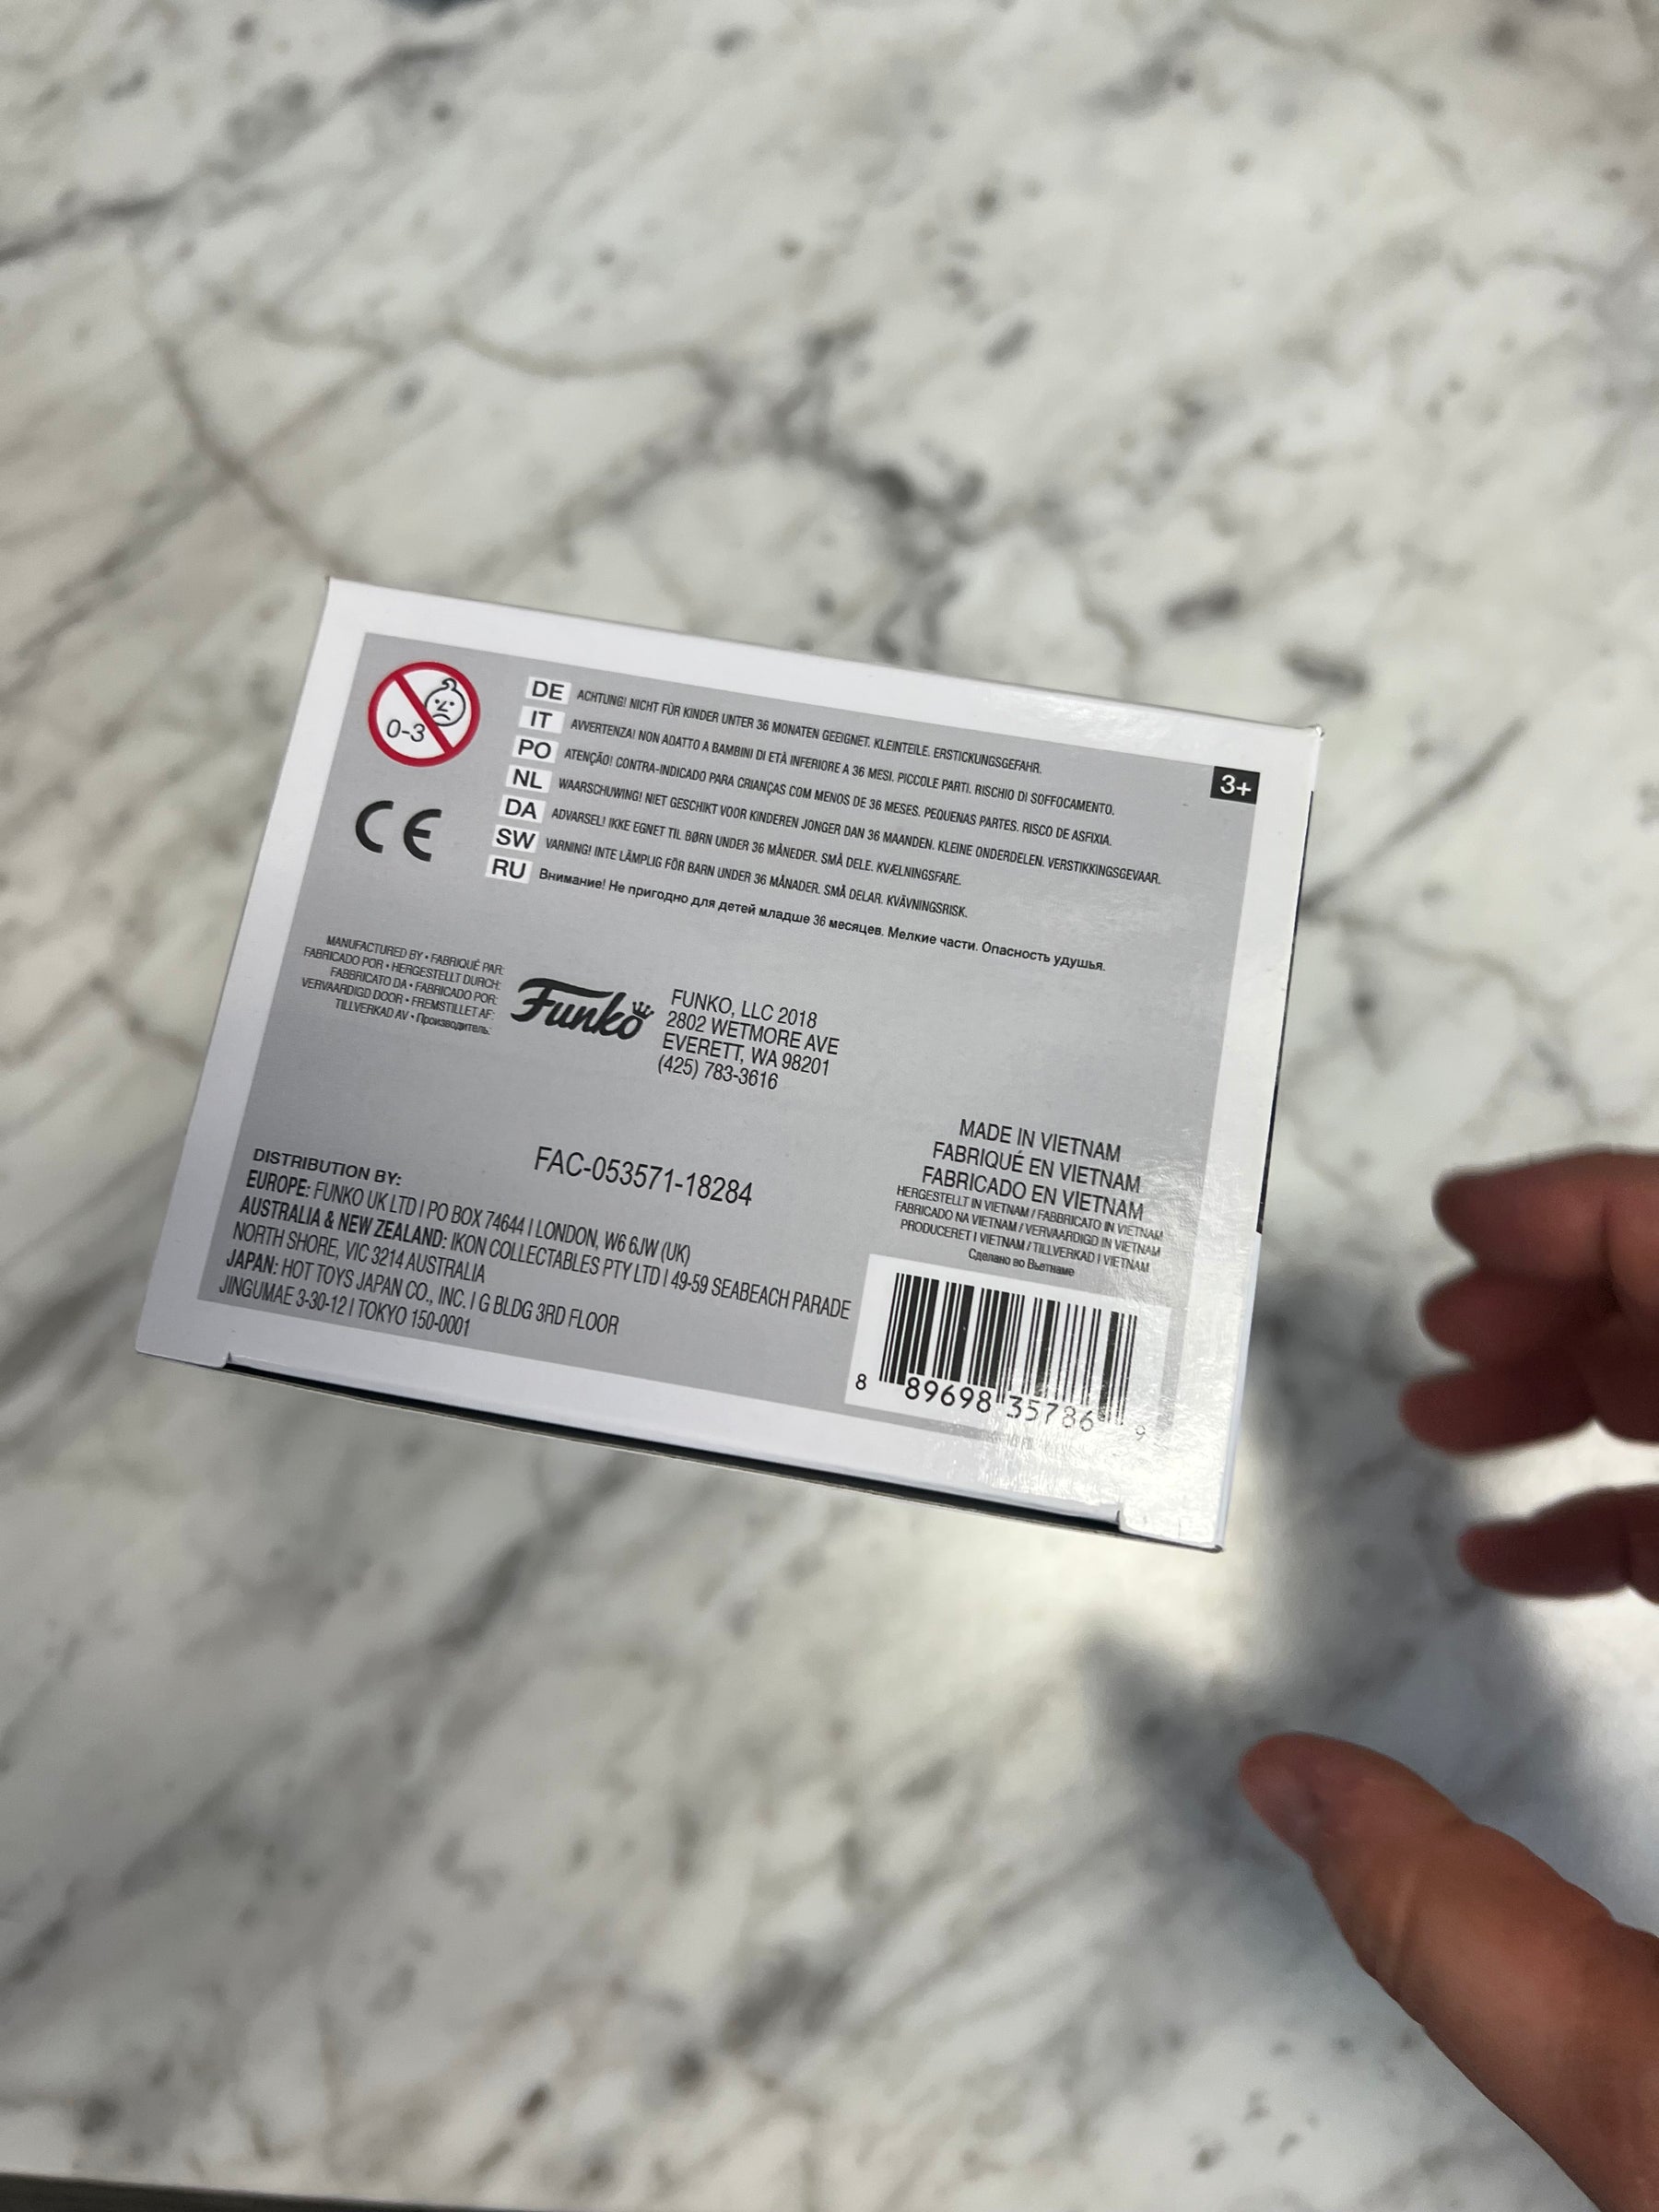 0-3
DE ACHTUNG! NICHT FÜR KINDER UNTER 36 MONATEN GEEIGNET. KLEINTEILE. ERSTICKUNGSGEFAHR.
IT AVVERTENZA! NON ADATTO A BAMBINI DI ETÀ INFERIORE A 36 MESI. PICCOLE PARTI. RISCHIO DI SOFFOCAMENTO.
PO ATENÇÃO! CONTRA-INDICADO PARA CRIANÇAS COM MENOS DE 36 MESES. PEQUENAS PARTES. RISCO DE ASFIXIA.
NL WAARSCHUWING! NIET GESCHIKT VOOR KINDEREN JONGER DAN 36 MAANDEN. KLEINE ONDERDELEN. VERSTIKKINGSGEVAAR.
DA ADVARSEL! IKKE EGNET TIL BØRN UNDER 36 MÅNEDER. SMÅ DELE. KVÆLNINGSFARE.
SW VARNING! INTE LÄMPLIG FÖR BARN UNDER 36 MÅNADER. SMÅ DELAR. KVÄVNINGSRISK.
RU Внимание! Не пригодно для детей младше 36 месяцев. Мелкие части. Опасность удушья.
3+
CE
MANUFACTURED BY • FABRIQUÉ PAR:
FABRICADO POR • HERGESTELLT DURCH:
FABBRICATO DA • FABRICADO POR:
VERVAARDIGD DOOR • FREMSTILLET AF:
TILLVERKAD AV • Производитель:
Funko
FUNKO, LLC 2018
2802 WETMORE AVE
EVERETT, WA 98201
(425) 783-3616
FAC-053571-18284
MADE IN VIETNAM
FABRIQUÉ EN VIETNAM
FABRICADO EN VIETNAM
HERGESTELLT IN VIETNAM / FABBRICATO IN VIETNAM
FABRICADO NA VIETNAM / VERVAARDIGD IN VIETNAM
PRODUCERET I VIETNAM / TILLVERKAD I VIETNAM
Сделано во Вьетнаме
DISTRIBUTION BY:
EUROPE: FUNKO UK LTD I PO BOX 74644 I LONDON, W6 6JW (UK)
AUSTRALIA & NEW ZEALAND: IKON COLLECTABLES PTY LTD I 49-59 SEABEACH PARADE
NORTH SHORE, VIC 3214 AUSTRALIA
JAPAN: HOT TOYS JAPAN CO., INC. I G BLDG 3RD FLOOR
JINGUMAE 3-30-12 I TOKYO 150-0001
8 89698 35786 9